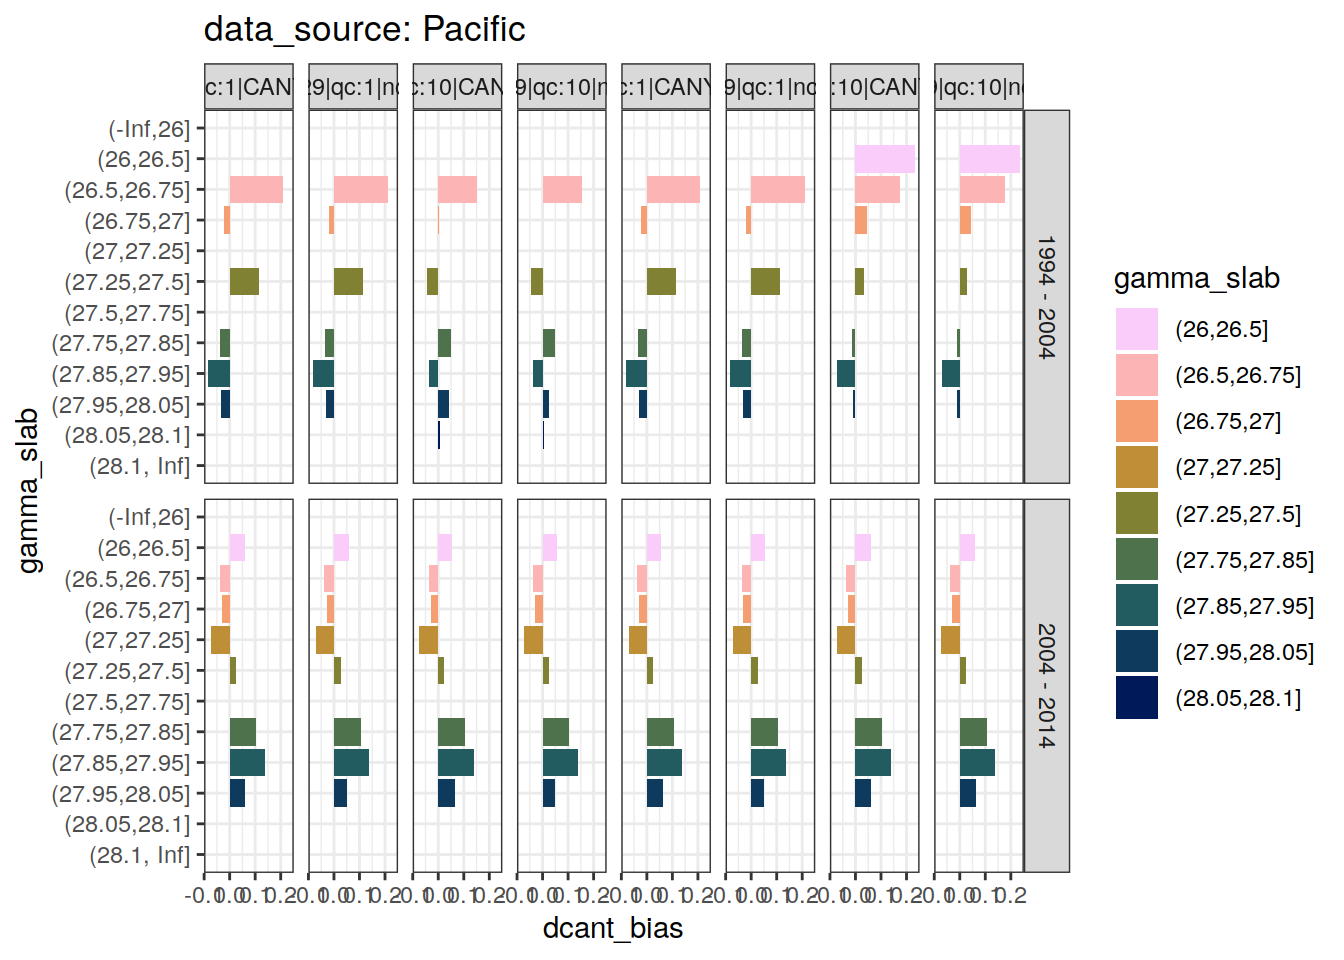 data_source: Pacific
c:1|CAN
29|qc:1|n
c:10|CAN
9|qc:10|n
c:1|CAN
9|qc:1|n
:10|CAN
|qc:10|n
(-Inf,26]
(26,26.5]
(26.5,26.75]
(26.75,27]
(27,27.25]
(27.25,27.5]
(27.5,27.75]
(27.75,27.85]
(27.85,27.95]
(27.95,28.05]
(28.05,28.1]
(28.1, Inf]
1994 - 2004
(-Inf,26]
(26,26.5]
(26.5,26.75]
(26.75,27]
(27,27.25]
(27.25,27.5]
(27.5,27.75]
(27.75,27.85]
(27.85,27.95]
(27.95,28.05]
(28.05,28.1]
(28.1, Inf]
2004 - 2014
gamma_slab
dcant_bias
gamma_slab
(26,26.5]
(26.5,26.75]
(26.75,27]
(27,27.25]
(27.25,27.5]
(27.75,27.85]
(27.85,27.95]
(27.95,28.05]
(28.05,28.1]